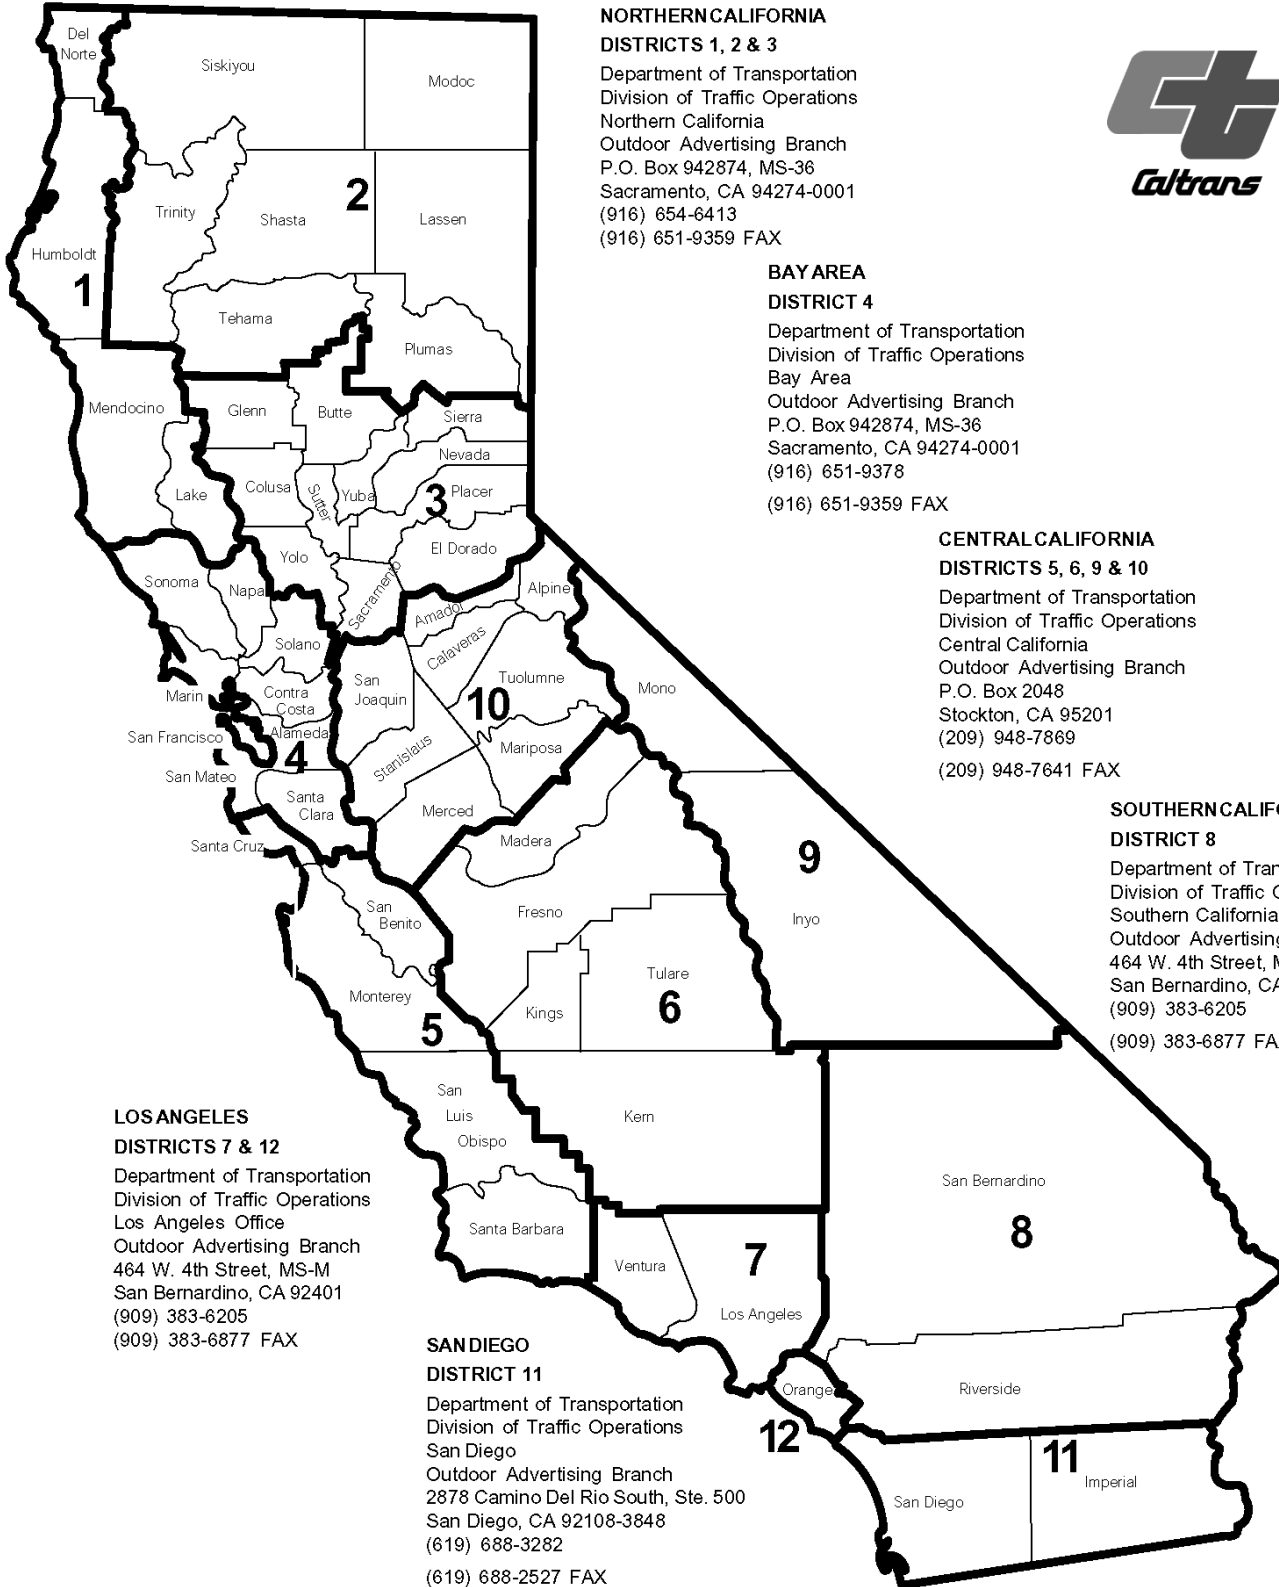 NORTHERN CALIFORNIA
DISTRICTS 1, 2 & 3
Department of Transportation
Division of Traffic Operations
Northern California
Outdoor Advertising Branch
P.O. Box 942874, MS-36
Sacramento, CA 94274-0001
(916) 654-6413
(916) 651-9359 FAX
Caltrans
BAY AREA
DISTRICT 4
Department of Transportation
Division of Traffic Operations
Bay Area
Outdoor Advertising Branch
P.O. Box 942874, MS-36
Sacramento, CA 94274-0001
(916) 651-9378
(916) 651-9359 FAX
CENTRAL CALIFORNIA
DISTRICTS 5, 6, 9 & 10
Department of Transportation
Division of Traffic Operations
Central California
Outdoor Advertising Branch
P.O. Box 2048
Stockton, CA 95201
(209) 948-7869
(209) 948-7641 FAX
SOUTHERN CALIFO
DISTRICT 8
Department of Tran
Division of Traffic
Southern California
Outdoor Advertising
464 W. 4th Street,
San Bernardino, CA
(909) 383-6205
(909) 383-6877 FA
LOS ANGELES
DISTRICTS 7 & 12
Department of Transportation
Division of Traffic Operations
Los Angeles Office
Outdoor Advertising Branch
464 W. 4th Street, MS-M
San Bernardino, CA 92401
(909) 383-6205
(909) 383-6877 FAX
SAN DIEGO
DISTRICT 11
Department of Transportation
Division of Traffic Operations
San Diego
Outdoor Advertising Branch
2878 Camino Del Rio South, Ste. 500
San Diego, CA 92108-3848
(619) 688-3282
(619) 688-2527 FAX
Del
Norte
Siskiyou
Modoc
2
Trinity
Shasta
Lassen
Humboldt
1
Tehama
Plumas
Mendocino
Glenn
Butte
Sierra
Nevada
Lake
Colusa
Sutter
Yuba
3
Placer
Yolo
El Dorado
Sonoma
Napa
Sacramento
Amador
Alpine
Solano
Calaveras
Marin
Contra
Costa
San
Joaquin
10
Tuolumne
Mono
San Francisco
Alameda
4
Stanislaus
Mariposa
San Mateo
Santa
Clara
Merced
Santa Cruz
Madera
9
San
Benito
Fresno
Inyo
Monterey
5
Kings
Tulare
6
San
Luis
Obispo
Kern
San Bernardino
8
Santa Barbara
Ventura
7
Los Angeles
Orange
12
Riverside
San Diego
11
Imperial